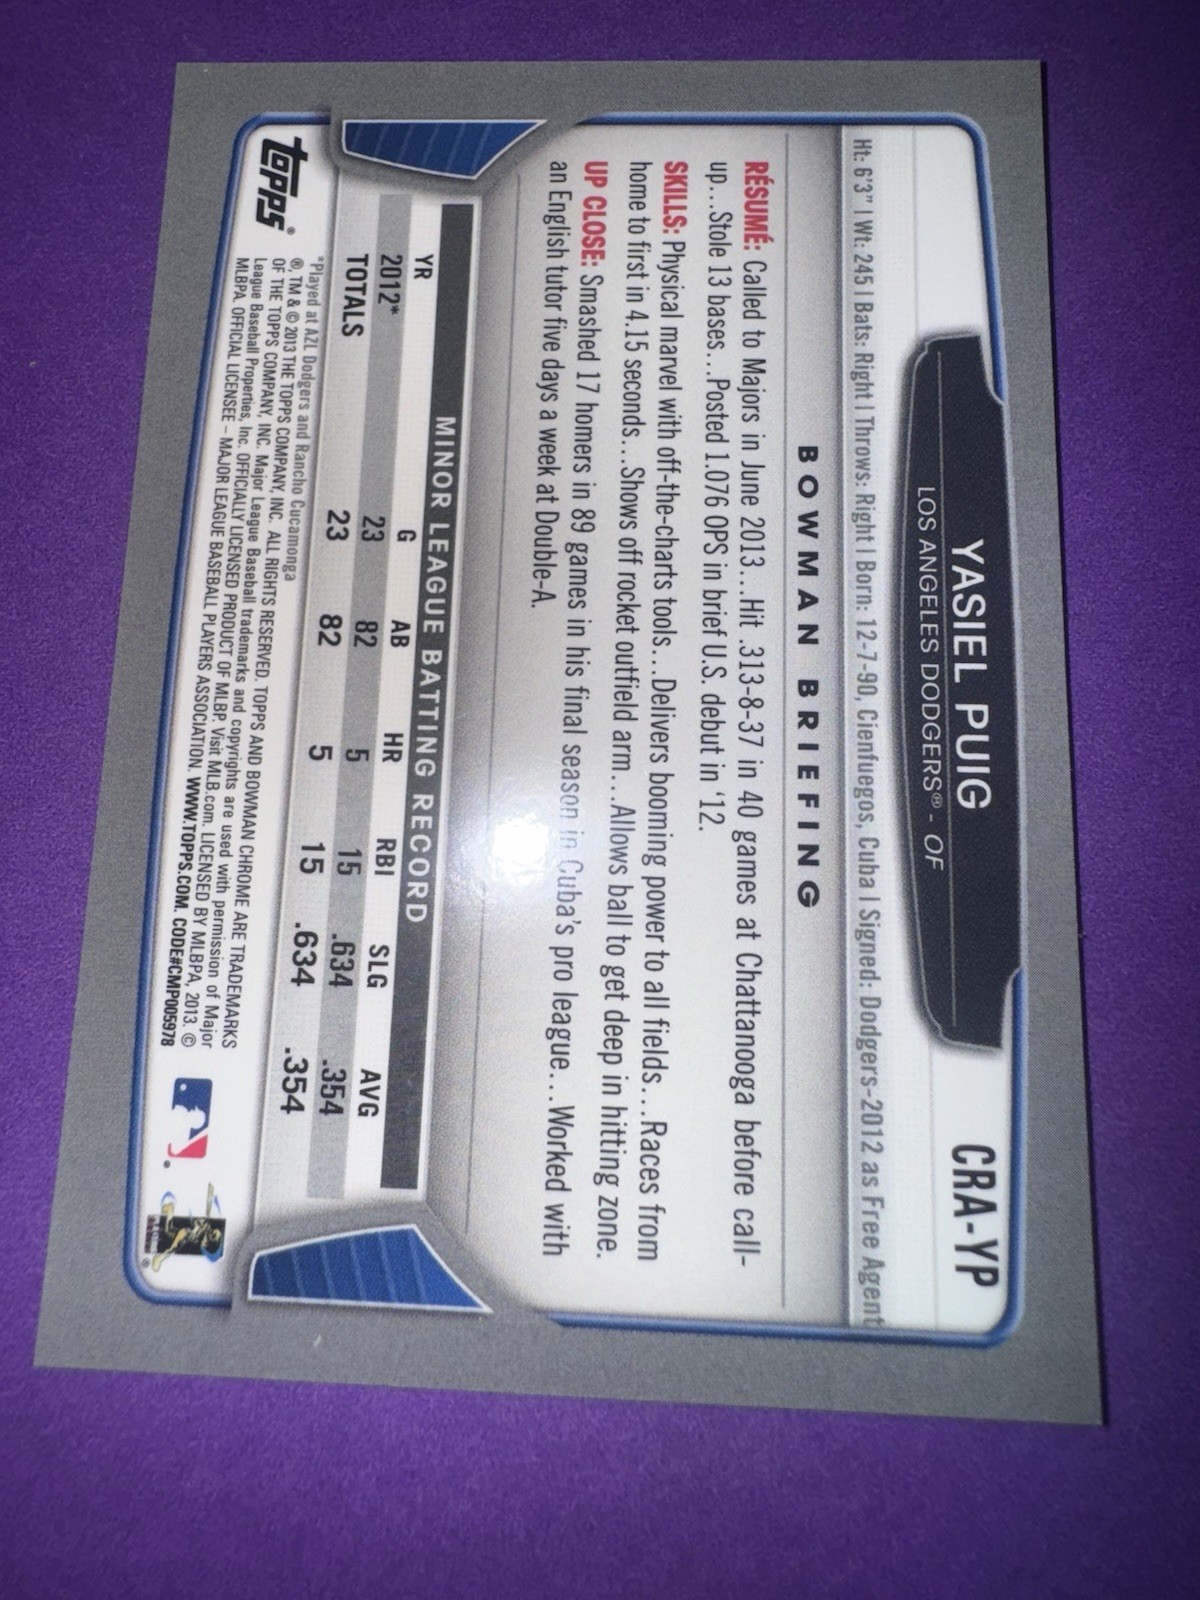 CRA-YP
YASIEL PUIG
LOS ANGELES DODGERS® - OF
Ht: 6'3" | Wt: 245 | Bats: Right | Throws: Right | Born: 12-7-90, Cienfuegos, Cuba | Signed: Dodgers-2012 as Free Agent
BOWMAN BRIEFING
RÉSUMÉ: Called to Majors in June 2013...Hit .313-8-37 in 40 games at Chattanooga before call-
up...Stole 13 bases...Posted 1.076 OPS in brief U.S. debut in '12.
SKILLS: Physical marvel with off-the-charts tools...Delivers booming power to all fields...Races from
home to first in 4.15 seconds...Shows off rocket outfield arm...Allows ball to get deep in hitting zone.
UP CLOSE: Smashed 17 homers in 89 games in his final season in Cuba's pro league...Worked with
an English tutor five days a week at Double-A.
MINOR LEAGUE BATTING RECORD
YR G AB HR RBI SLG AVG
2012* 23 82 5 15 .634 .354
TOTALS 23 82 5 15 .634 .354
*Played at AZL Dodgers and Rancho Cucamonga
®, TM & © 2013 THE TOPPS COMPANY, INC. ALL RIGHTS RESERVED. TOPPS AND BOWMAN CHROME ARE TRADEMARKS
OF THE TOPPS COMPANY, INC. Major League Baseball trademarks and copyrights are used with permission of Major
League Baseball Properties, Inc. OFFICIALLY LICENSED PRODUCT OF MLBP. Visit MLB.com. LICENSED BY MLBPA, 2013. ©
MLBPA. OFFICIAL LICENSEE – MAJOR LEAGUE BASEBALL PLAYERS ASSOCIATION. WWW.TOPPS.COM. CODE#CMP005978
topps®